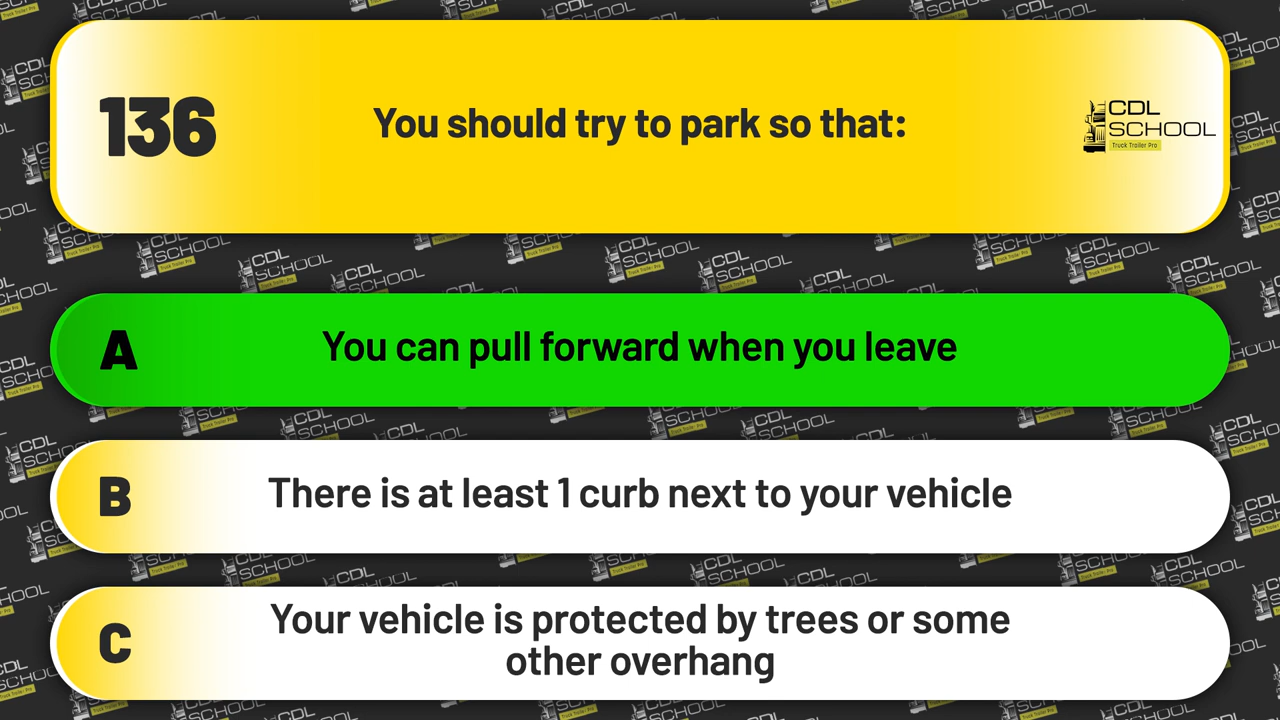 136
You should try to park so that:
CDL
SCHOOL
Truck Trailer Pro
A
You can pull forward when you leave
B
There is at least 1 curb next to your vehicle
C
Your vehicle is protected by trees or some
other overhang